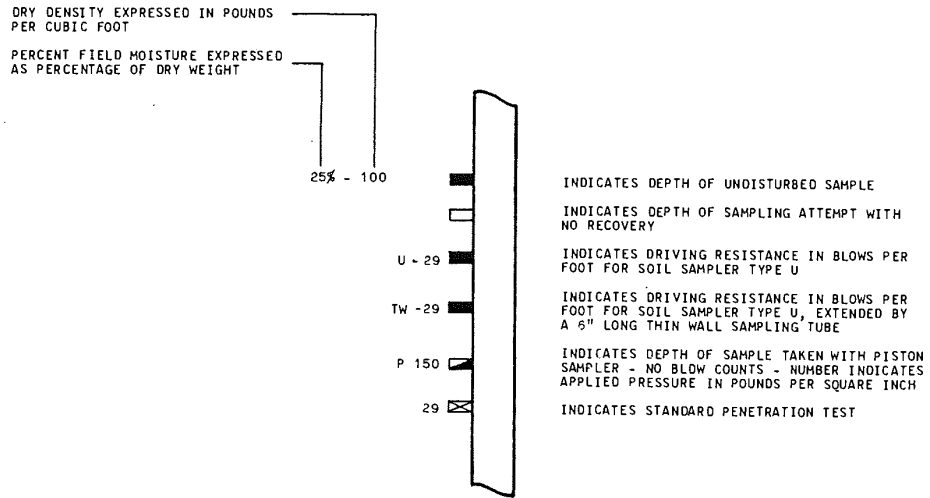 DRY DENSITY EXPRESSED IN POUNDS
PER CUBIC FOOT
PERCENT FIELD MOISTURE EXPRESSED
AS PERCENTAGE OF DRY WEIGHT
25% - 100
INDICATES DEPTH OF UNDISTURBED SAMPLE
INDICATES DEPTH OF SAMPLING ATTEMPT WITH
NO RECOVERY
U - 29
INDICATES DRIVING RESISTANCE IN BLOWS PER
FOOT FOR SOIL SAMPLER TYPE U
TW -29
INDICATES DRIVING RESISTANCE IN BLOWS PER
FOOT FOR SOIL SAMPLER TYPE U, EXTENDED BY
A 6" LONG THIN WALL SAMPLING TUBE
P 150
INDICATES DEPTH OF SAMPLE TAKEN WITH PISTON
SAMPLER - NO BLOW COUNTS - NUMBER INDICATES
APPLIED PRESSURE IN POUNDS PER SQUARE INCH
29
INDICATES STANDARD PENETRATION TEST